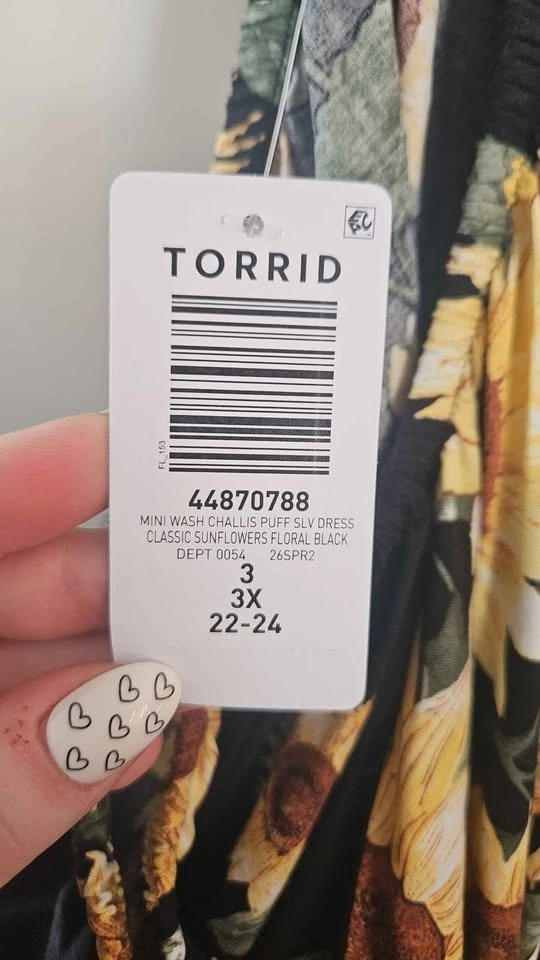 TORRID
FL_153
44870788
MINI WASH CHALLIS PUFF SLV DRESS
CLASSIC SUNFLOWERS FLORAL BLACK
DEPT 0054 26SPR2
3
3X
22-24